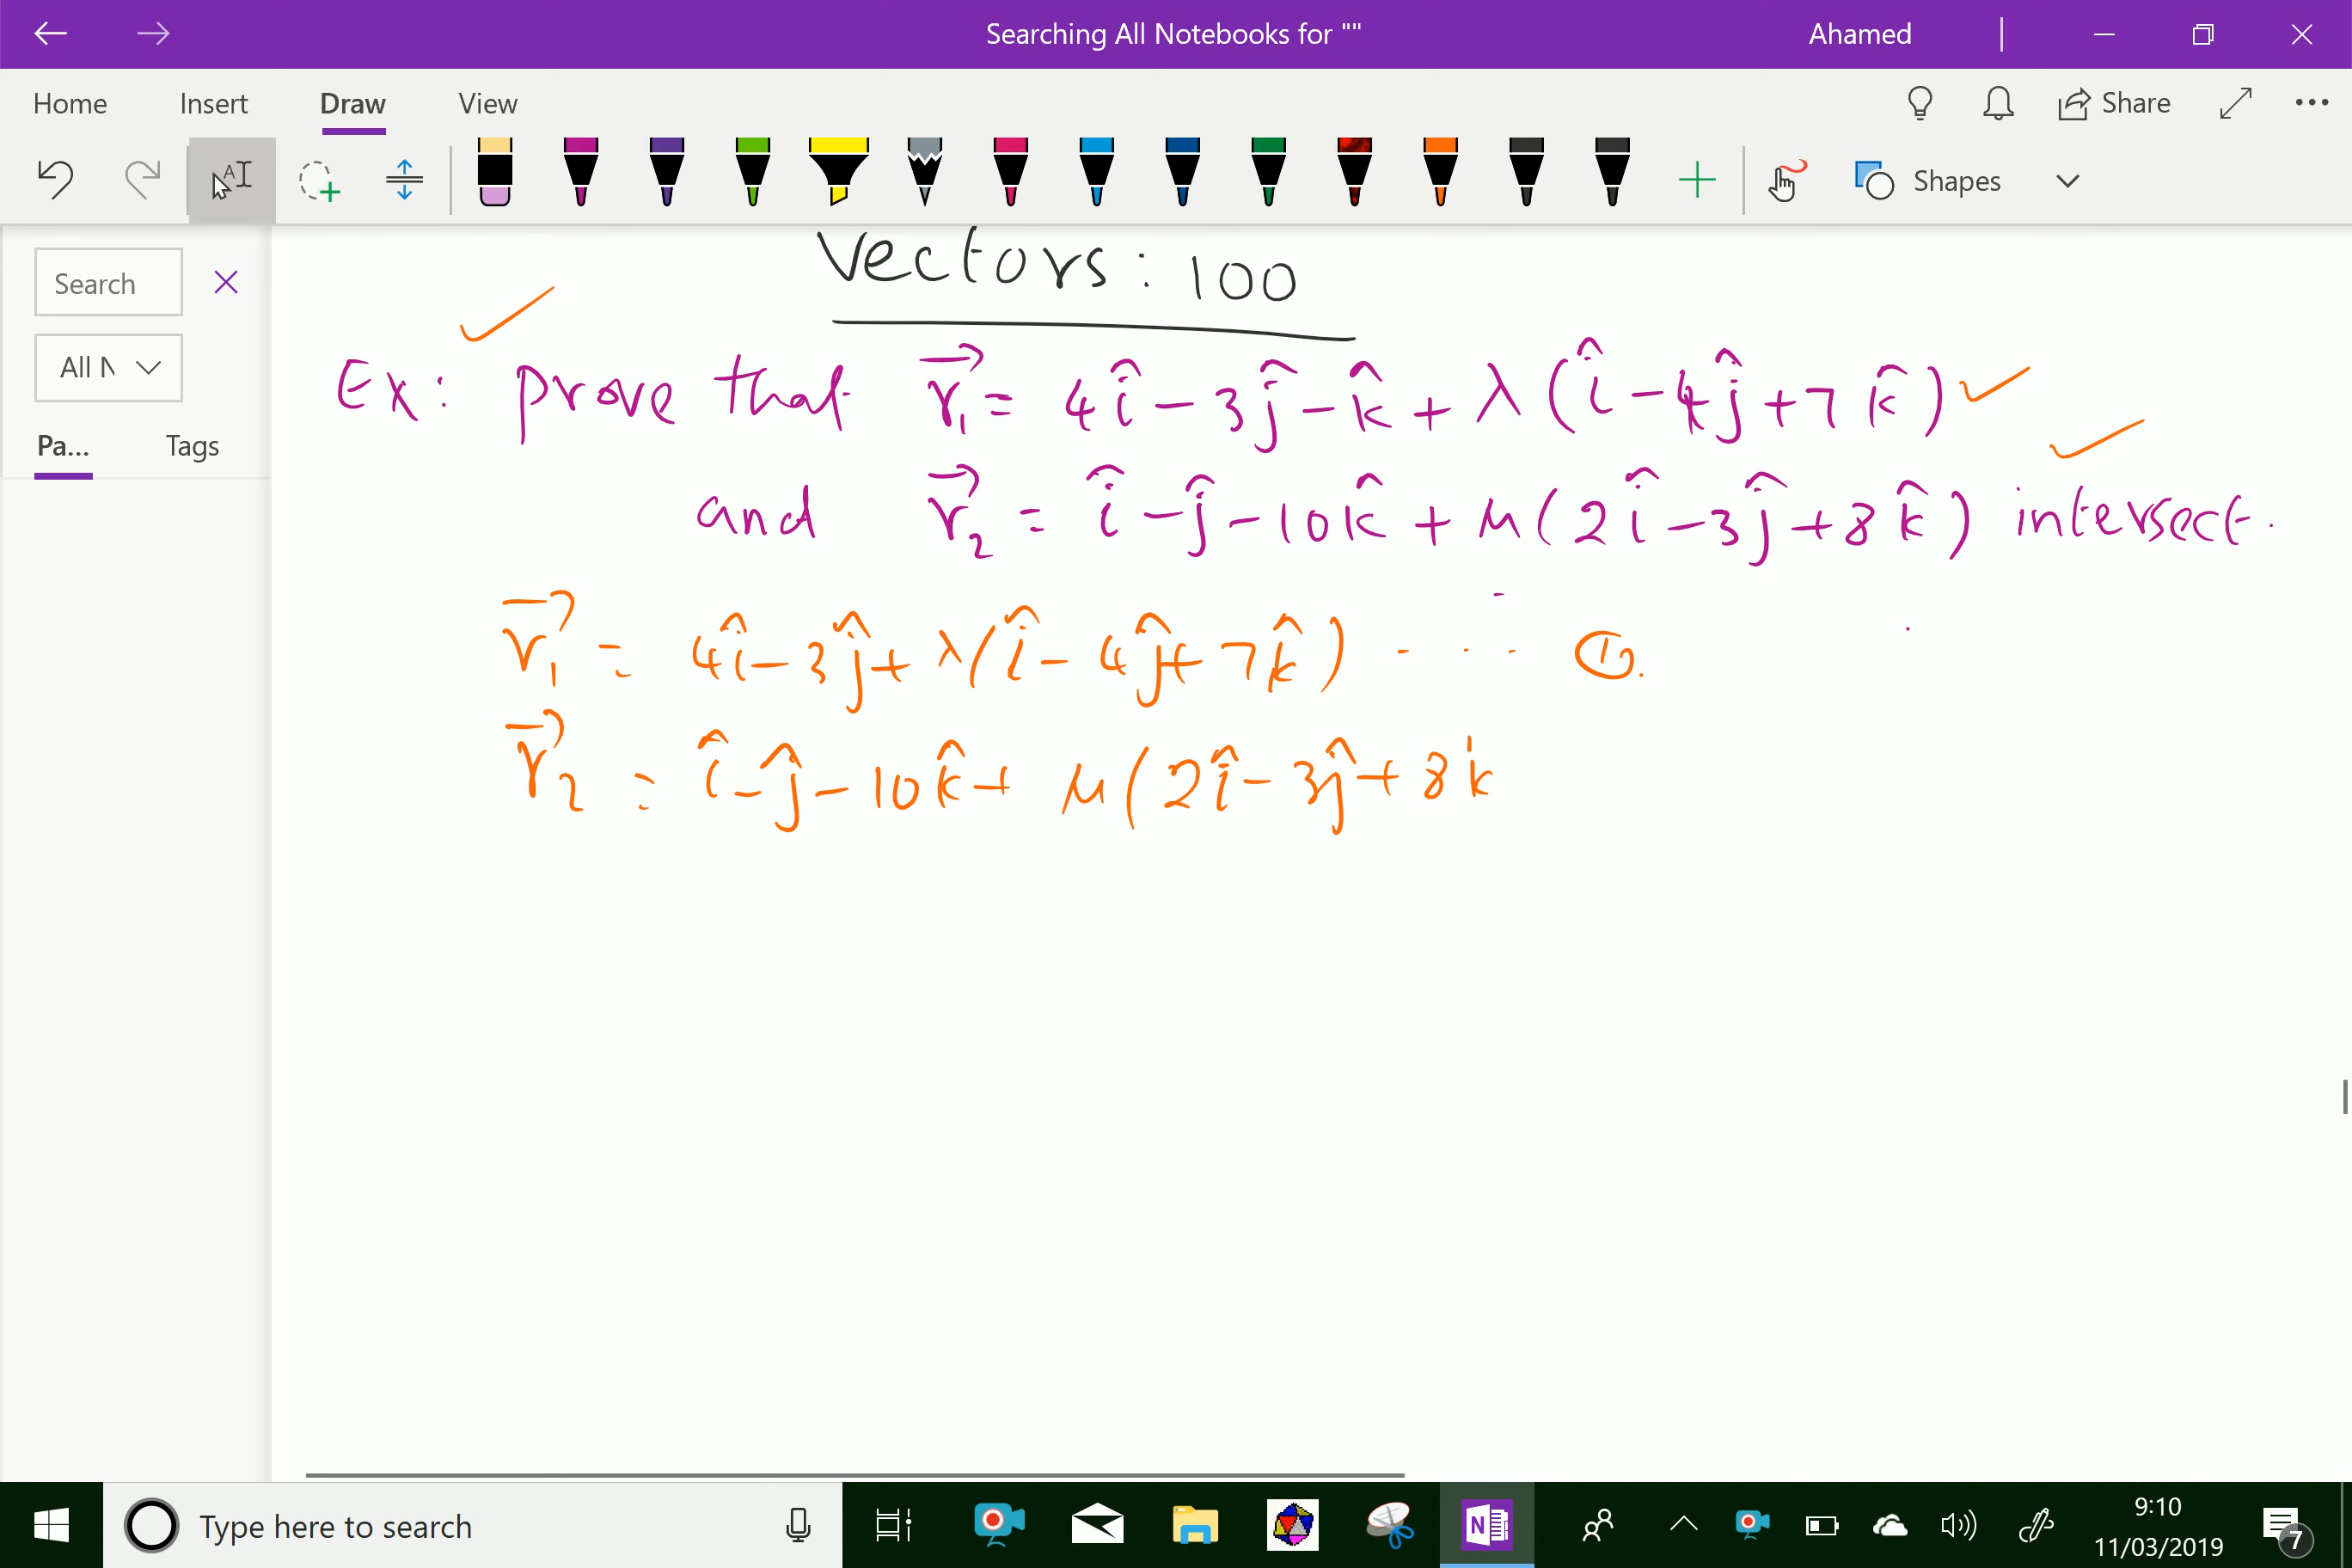 Searching All Notebooks for ""
Ahamed
Home Insert Draw View
Share
Shapes
Search
All N
Pa... Tags
Vectors: 100
Ex: prove that r⃗₁ = 4î - 3ĵ - k̂ + λ(î - 4ĵ + 7k̂)
and r⃗₂ = î - ĵ - 10k̂ + μ(2î - 3ĵ + 8k̂) intersect.
r⃗₁ = 4î - 3ĵ + λ(î - 4ĵ + 7k̂) ... ①.
r⃗₂ = î - ĵ - 10k̂ + μ(2î - 3ĵ + 8k
Type here to search
N
9:10
11/03/2019
7